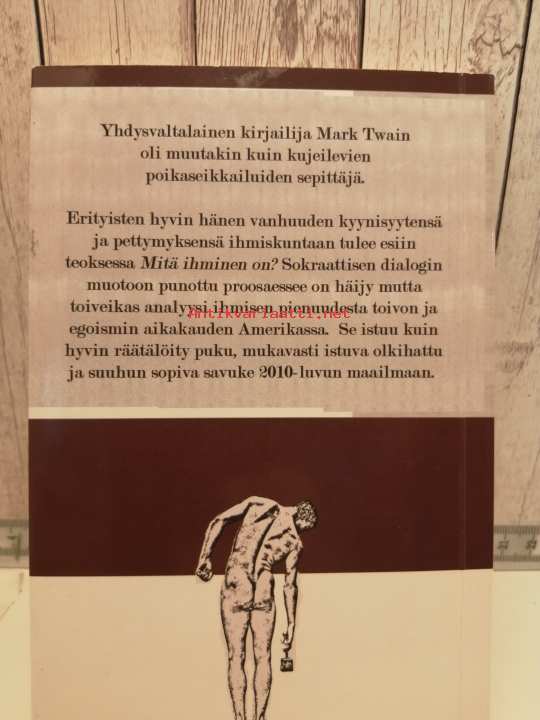 Yhdysvaltalainen kirjailija Mark Twain
oli muutakin kuin kujeilevien
poikaseikkailuiden sepittäjä.
Erityisten hyvin hänen vanhuuden kyynisyytensä
ja pettymyksensä ihmiskuntaan tulee esiin
teoksessa Mitä ihminen on? Sokraattisen dialogin
muotoon punottu proosaessee on häijy mutta
toiveikas analyysi ihmisen pienuudesta toivon ja
Antikvariaatti.net
egoismin aikakauden Amerikassa. Se istuu kuin
hyvin räätälöity puku, mukavasti istuva olkihattu
ja suuhun sopiva savuke 2010-luvun maailmaan.